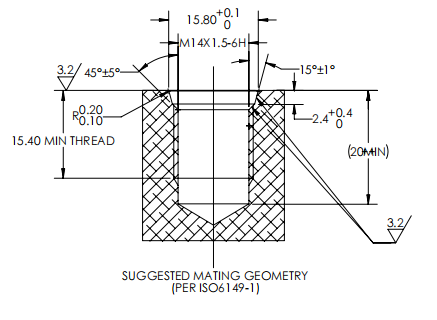 15.80 +0.1 0
M14X1.5-6H
3.2
45°±5°
15°±1°
R 0.20 0.10
2.4 +0.4 0
15.40 MIN THREAD
(20MIN)
3.2
SUGGESTED MATING GEOMETRY
(PER ISO6149-1)